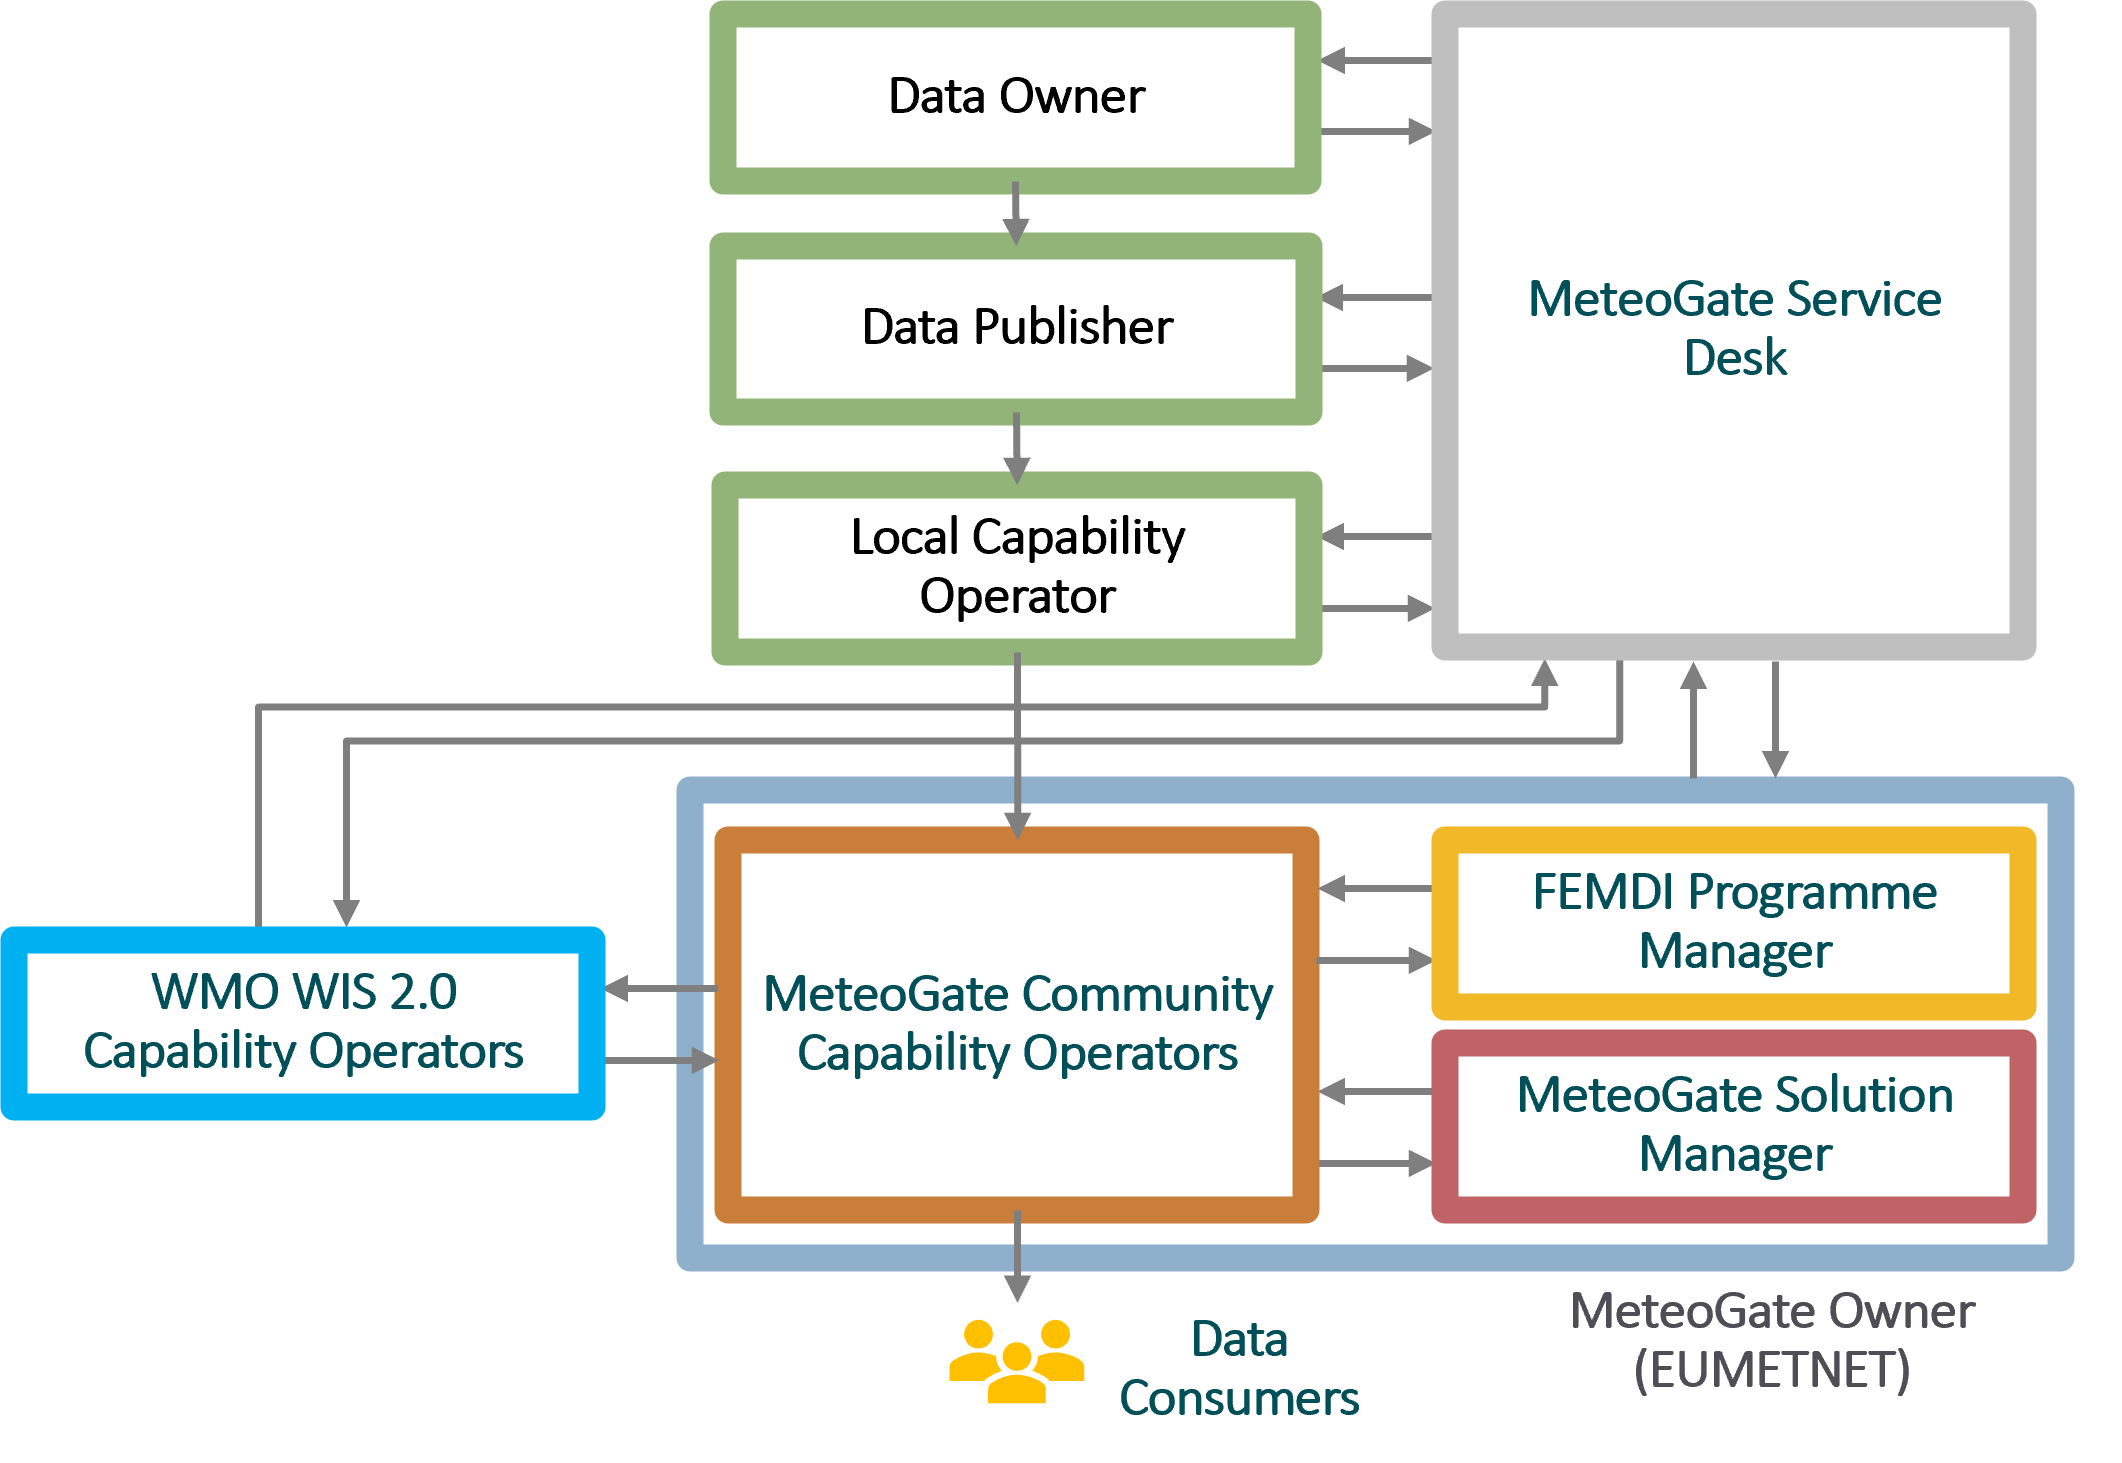 Data Owner
MeteoGate Service
Desk
Data Publisher
Local Capability
Operator
FEMDI Programme
Manager
WMO WIS 2.0
Capability Operators
MeteoGate Community
Capability Operators
MeteoGate Solution
Manager
MeteoGate Owner
(EUMETNET)
Data
Consumers